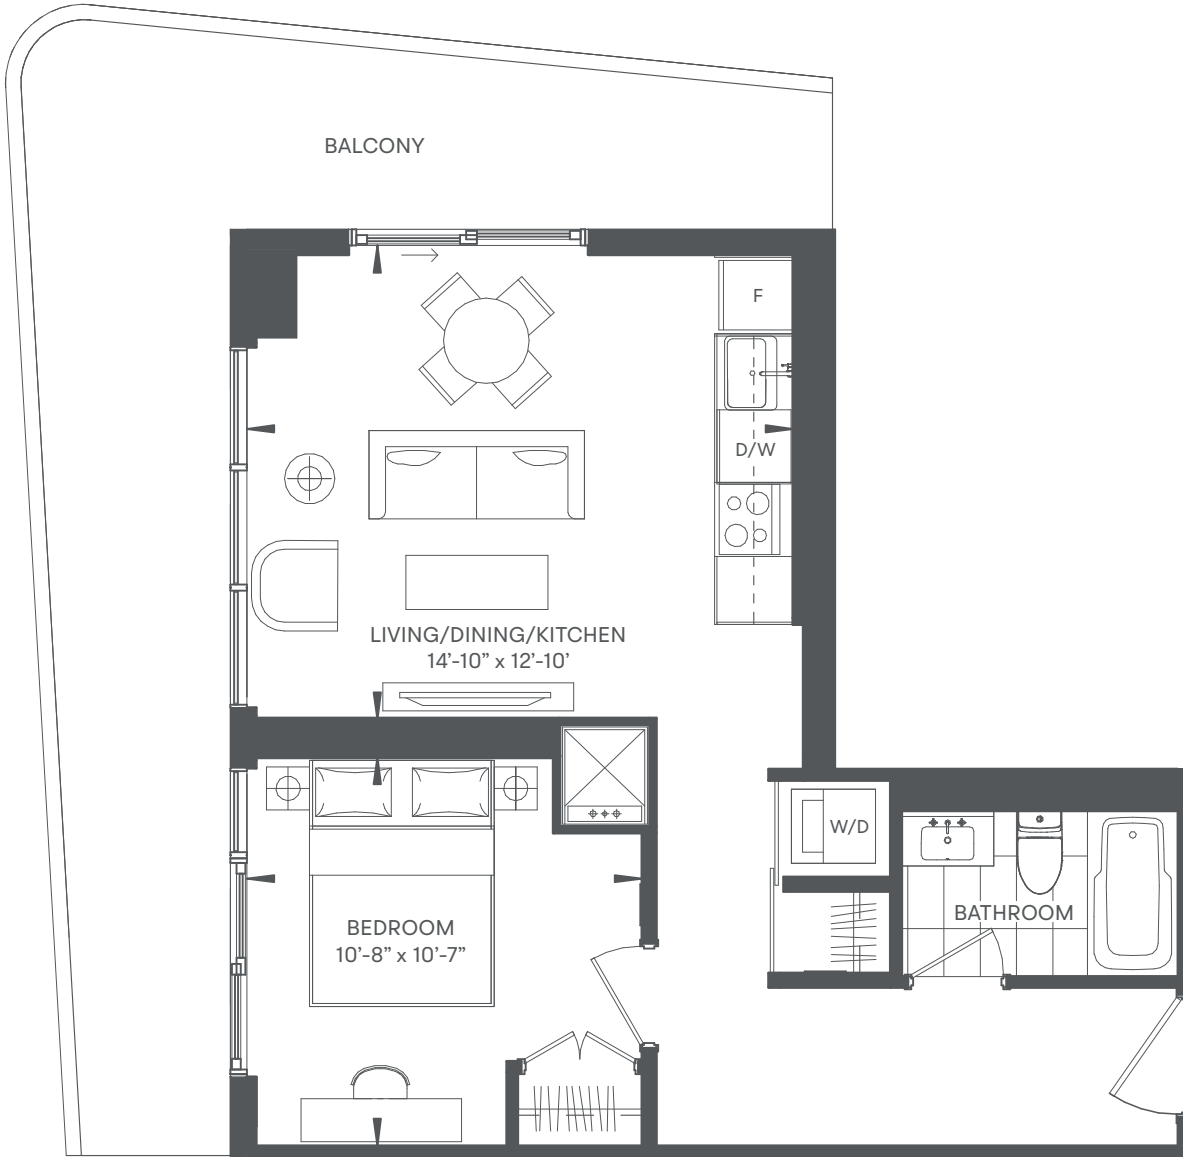 BALCONY
F
D/W
LIVING/DINING/KITCHEN
14’-10” x 12’-10’
W/D
BATHROOM
BEDROOM
10’-8” x 10’-7”